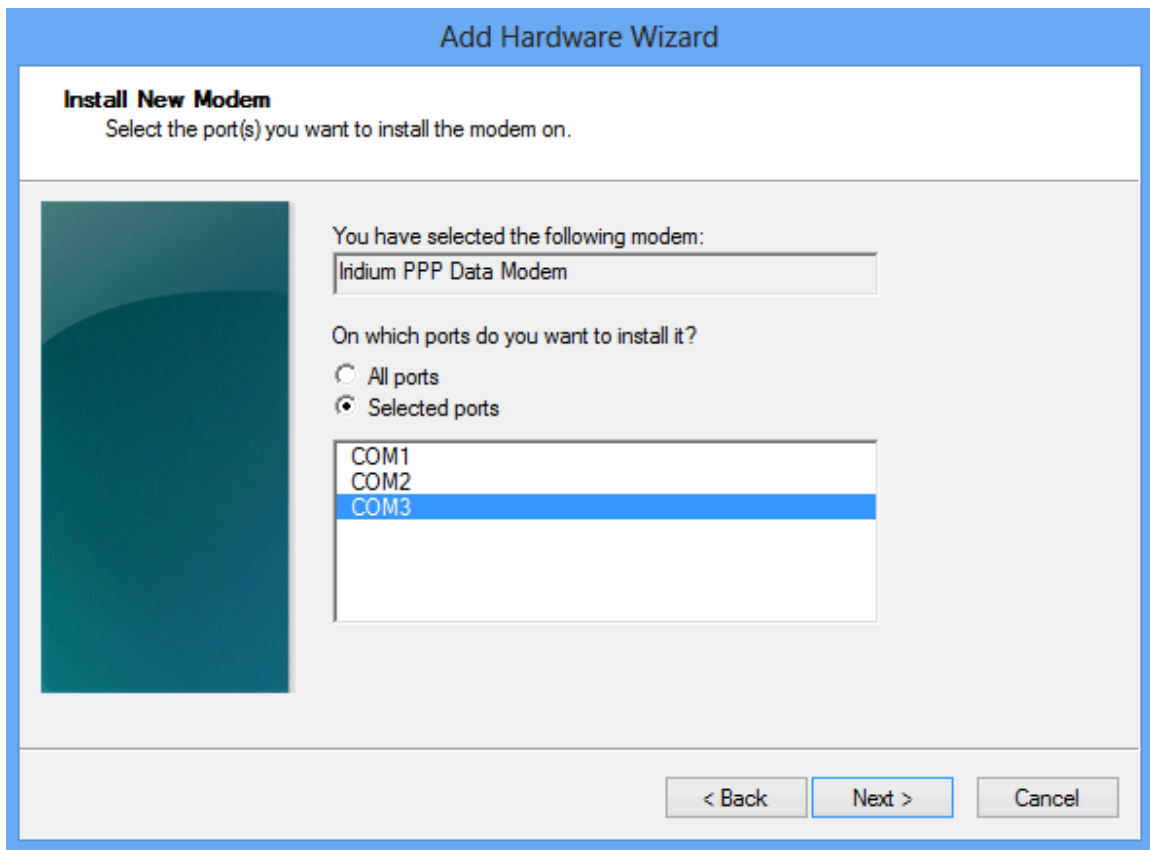 Add Hardware Wizard
Install New Modem
Select the port(s) you want to install the modem on.
You have selected the following modem:
Iridium PPP Data Modem
On which ports do you want to install it?
All ports
Selected ports
COM1
COM2
COM3
< Back
Next >
Cancel